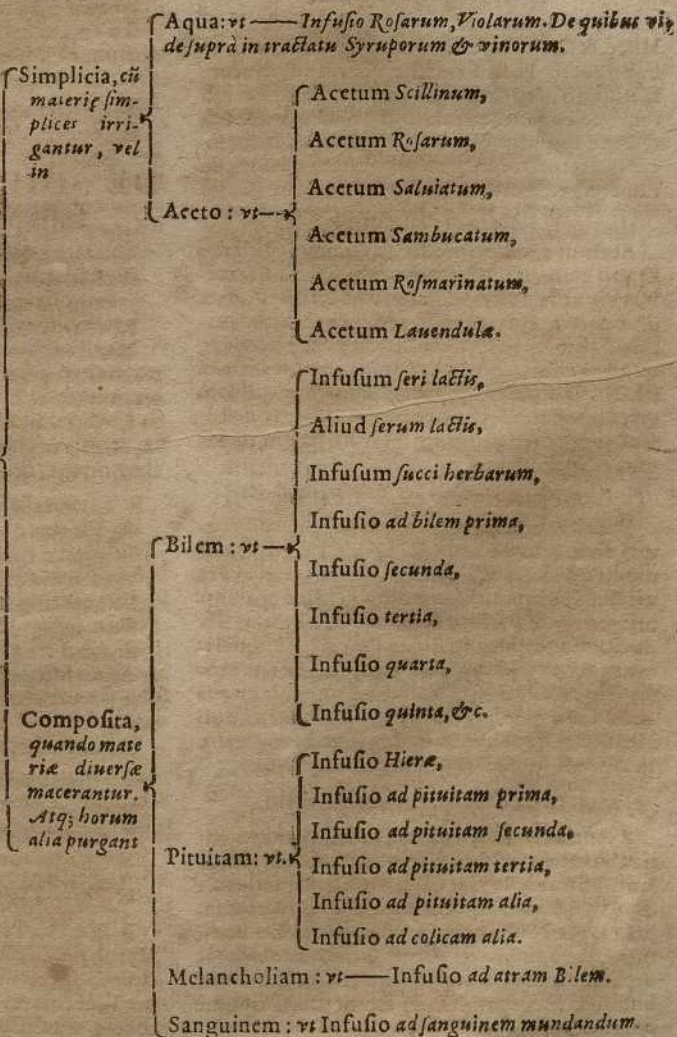 Aqua: vt — Infusio Rosarum, Violarum. De quibus vi-
de suprà in tractatu Syruporum & vinorum.
Simplicia, cū
materię sim-
plices irri-
gantur, vel
in
Aceto: vt
Acetum Scillinum,
Acetum Rosarum,
Acetum Saluiatum,
Acetum Sambucatum,
Acetum Rosmarinatum,
Acetum Lauendulæ.
Composita,
quando mate
riæ diuersæ
macerantur.
Atq; horum
alia purgant
Bilem: vt
Infusum seri lactis,
Aliud serum lactis,
Infusum succi herbarum,
Infusio ad bilem prima,
Infusio secunda,
Infusio tertia,
Infusio quarta,
Infusio quinta, &c.
Pituitam: vt.
Infusio Hieræ,
Infusio ad pituitam prima,
Infusio ad pituitam secunda,
Infusio ad pituitam tertia,
Infusio ad pituitam alia,
Infusio ad colicam alia.
Melancholiam: vt — Infusio ad atram Bilem.
Sanguinem: vt Infusio ad sanguinem mundandum.